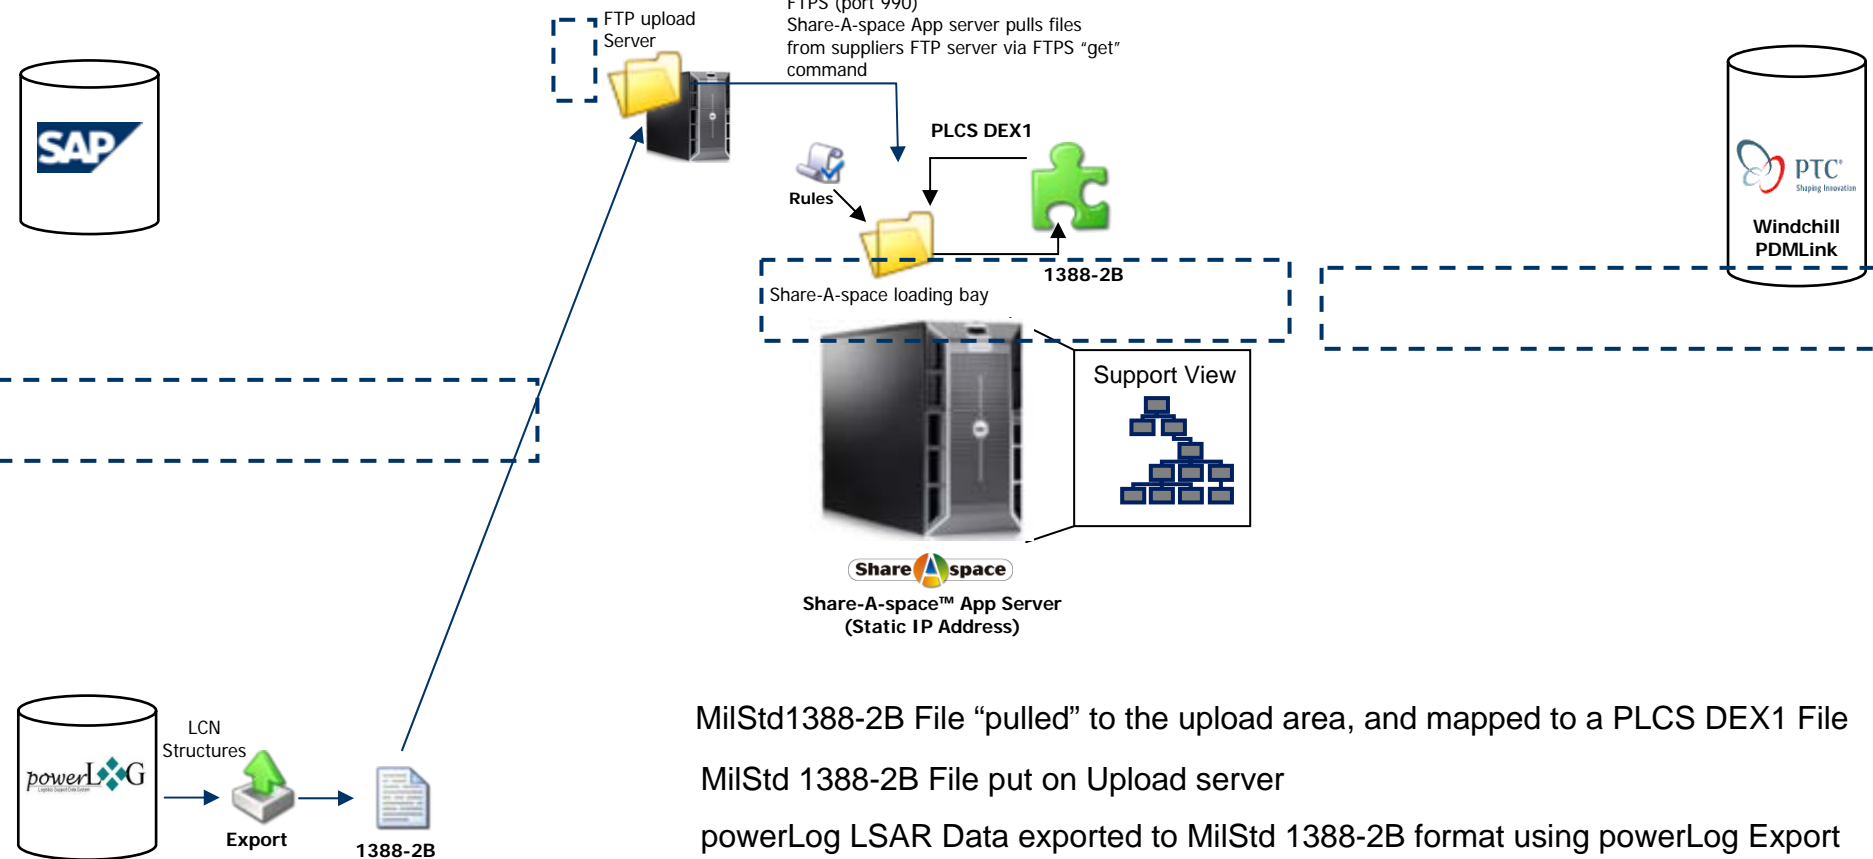 FTPS (port 990)
Share-A-space App server pulls files
from suppliers FTP server via FTPS “get”
command
FTP upload
Server
SAP
PLCS DEX1
Rules
PTC®
Shaping Innovation
Windchill
PDMLink
1388-2B
Share-A-space loading bay
Support View
Share A space
Share-A-space™ App Server
(Static IP Address)
LCN
Structures
powerLOG
Export
1388-2B
MilStd1388-2B File “pulled” to the upload area, and mapped to a PLCS DEX1 File
MilStd 1388-2B File put on Upload server
powerLog LSAR Data exported to MilStd 1388-2B format using powerLog Export